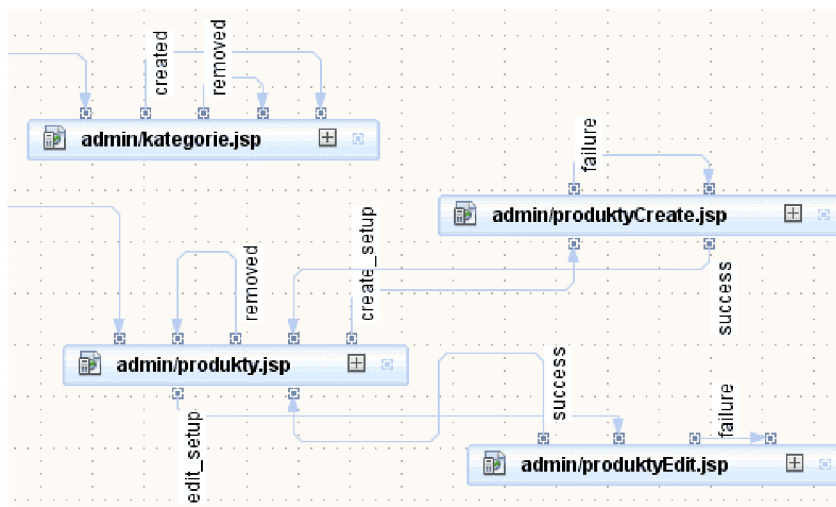 created
removed
admin/kategorie.jsp
failure
admin/produktyCreate.jsp
removed
create_setup
success
admin/produkty.jsp
success
failure
edit_setup
admin/produktyEdit.jsp